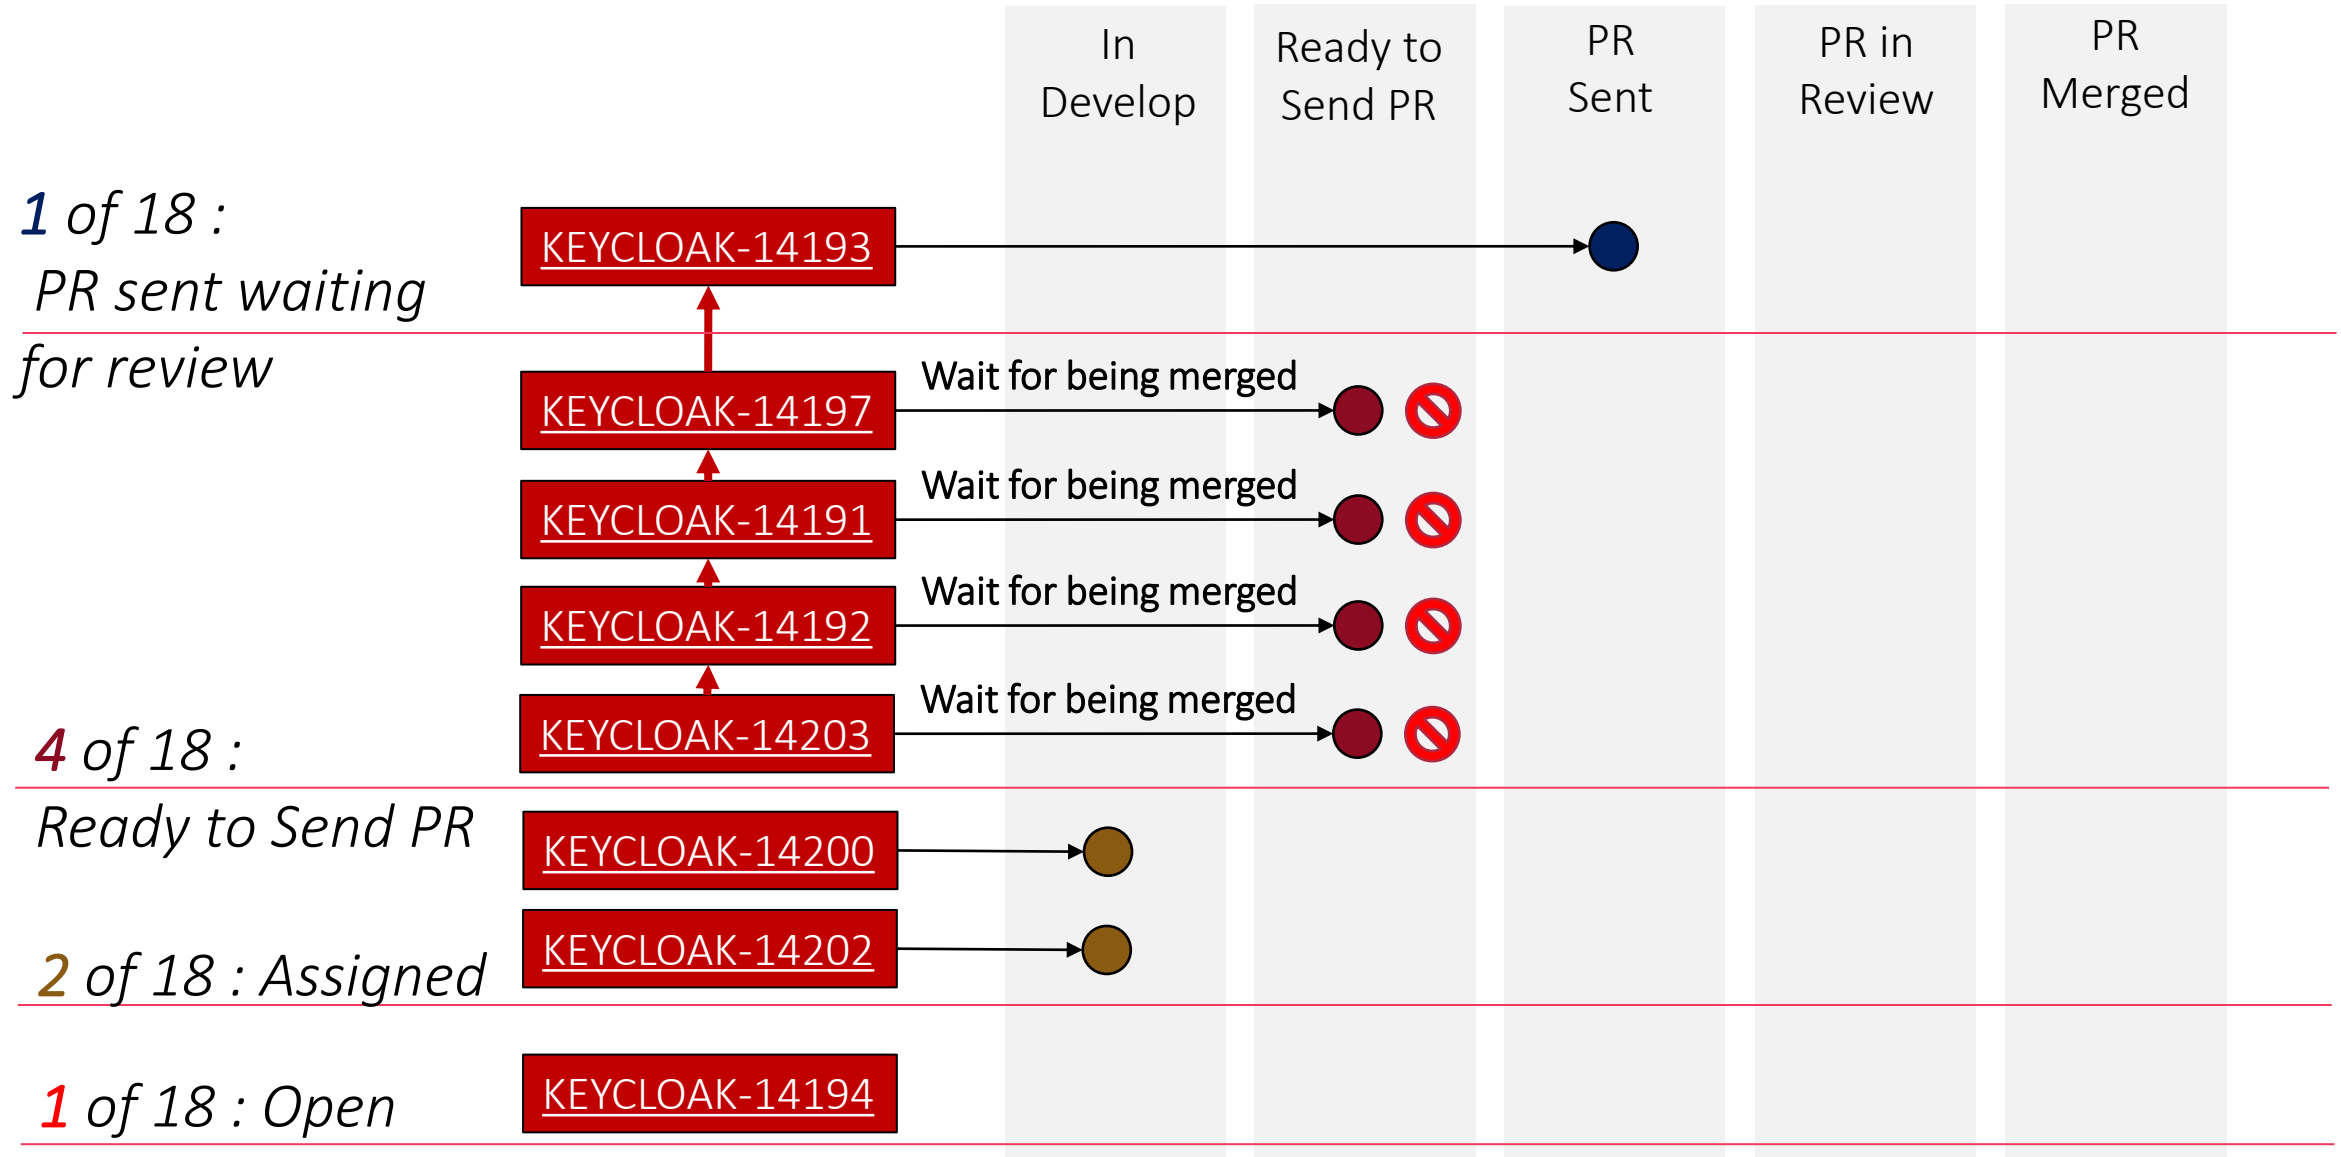 In
Develop
Ready to
Send PR
PR
Sent
PR in
Review
PR
Merged
1 of 18 :
PR sent waiting
for review
KEYCLOAK-14193
KEYCLOAK-14197
Wait for being merged
KEYCLOAK-14191
Wait for being merged
KEYCLOAK-14192
Wait for being merged
KEYCLOAK-14203
Wait for being merged
4 of 18 :
Ready to Send PR
KEYCLOAK-14200
KEYCLOAK-14202
2 of 18 : Assigned
KEYCLOAK-14194
1 of 18 : Open